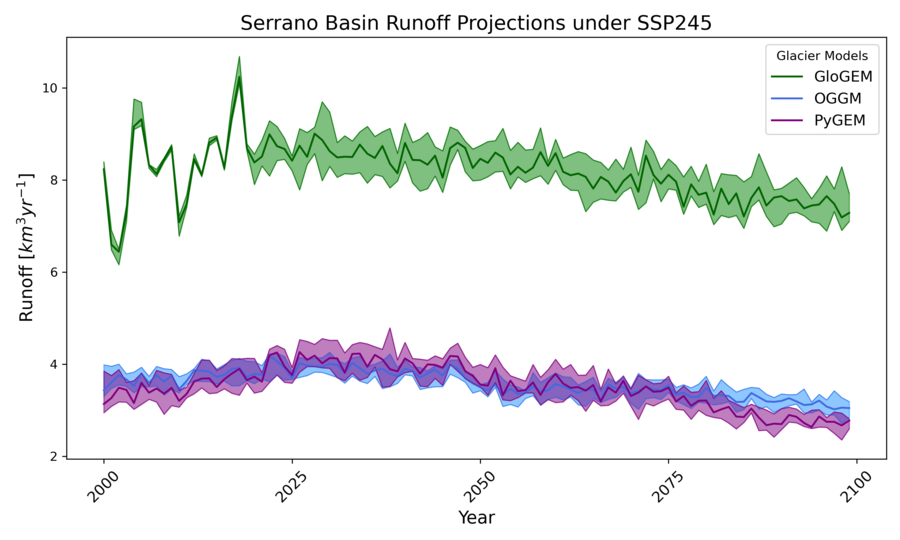 Serrano Basin Runoff Projections under SSP245
Glacier Models
GloGEM
OGGM
PyGEM
Runoff [km³yr⁻¹]
10
8
6
4
2
2000
2025
2050
2075
2100
Year